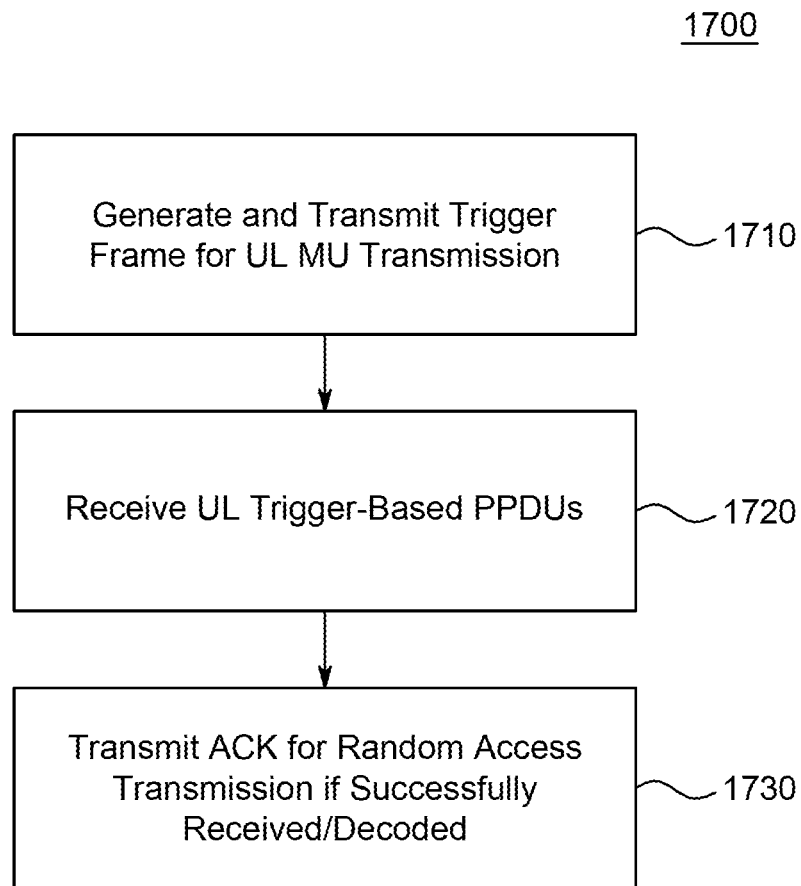 1700
Generate and Transmit Trigger
Frame for UL MU Transmission
1710
Receive UL Trigger-Based PPDUs
1720
Transmit ACK for Random Access
Transmission if Successfully
Received/Decoded
1730